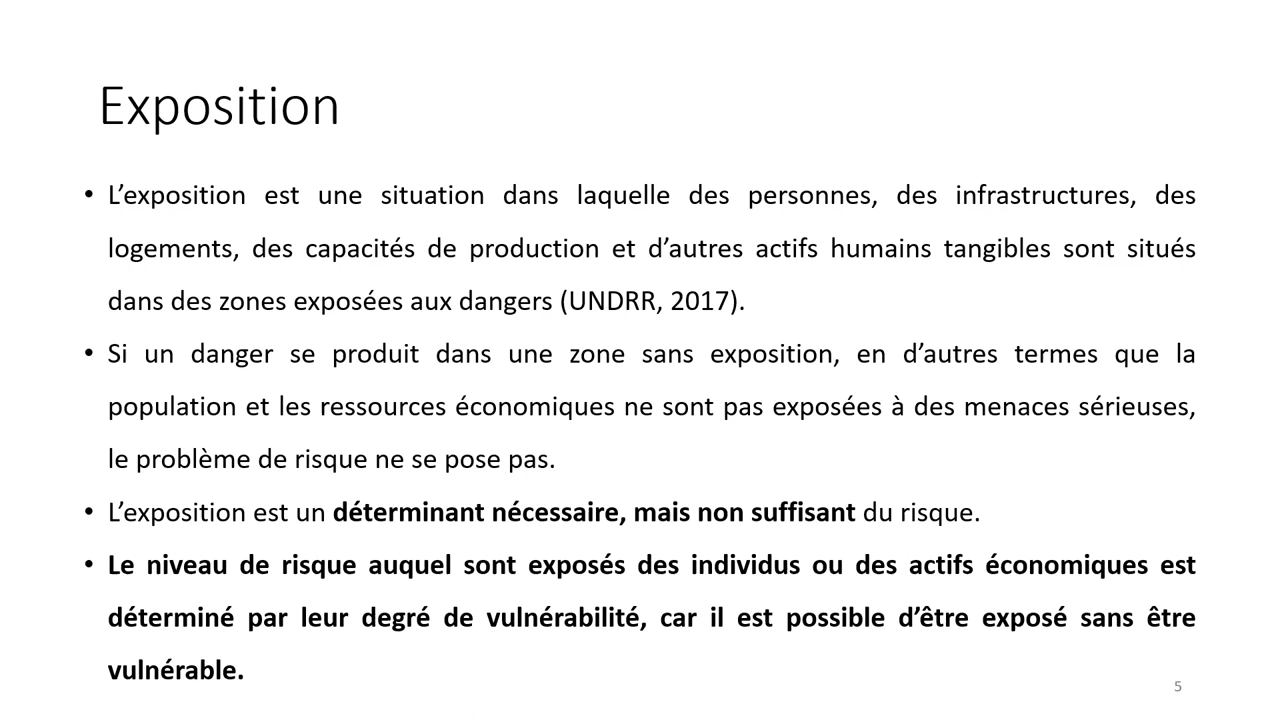 Exposition
• L’exposition est une situation dans laquelle des personnes, des infrastructures, des
logements, des capacités de production et d’autres actifs humains tangibles sont situés
dans des zones exposées aux dangers (UNDRR, 2017).
• Si un danger se produit dans une zone sans exposition, en d’autres termes que la
population et les ressources économiques ne sont pas exposées à des menaces sérieuses,
le problème de risque ne se pose pas.
• L’exposition est un déterminant nécessaire, mais non suffisant du risque.
• Le niveau de risque auquel sont exposés des individus ou des actifs économiques est
déterminé par leur degré de vulnérabilité, car il est possible d’être exposé sans être
vulnérable.
5